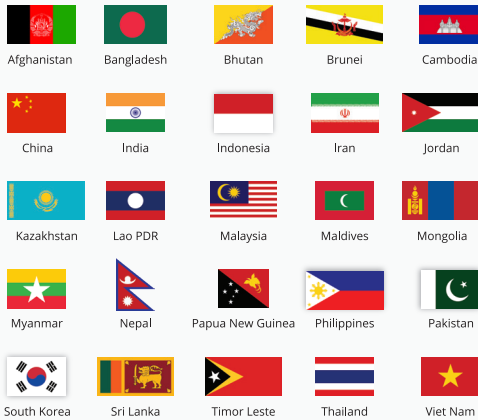 Afghanistan Bangladesh Bhutan Brunei Cambodia
China India Indonesia Iran Jordan
Kazakhstan Lao PDR Malaysia Maldives Mongolia
Myanmar Nepal Papua New Guinea Philippines Pakistan
South Korea Sri Lanka Timor Leste Thailand Viet Nam